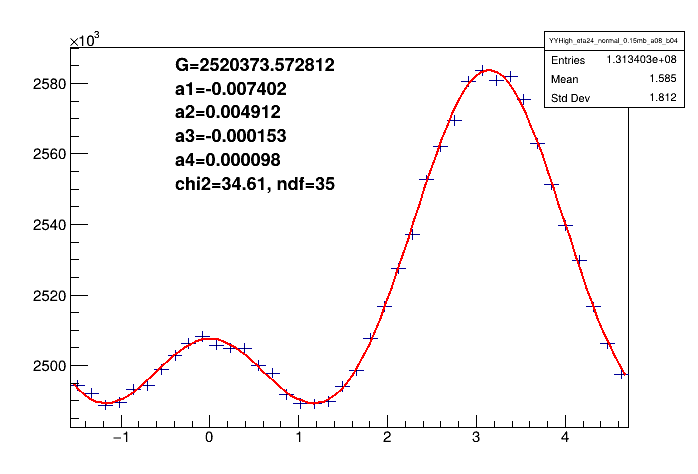 ×10³
YYHigh_eta24_normal_0.15mb_a08_b04
Entries 1.313403e+08
Mean 1.585
Std Dev 1.812
G=2520373.572812
a1=-0.007402
a2=0.004912
a3=-0.000153
a4=0.000098
chi2=34.61, ndf=35
2580
2560
2540
2520
2500
−1 0 1 2 3 4